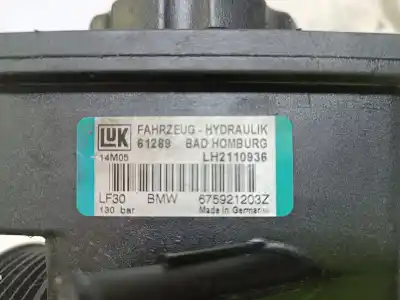 LUK FAHRZEUG - HYDRAULIK
61289 BAD HOMBURG
14M05 LH2110936
LF30 BMW 675921203Z
130 bar Made in Germany